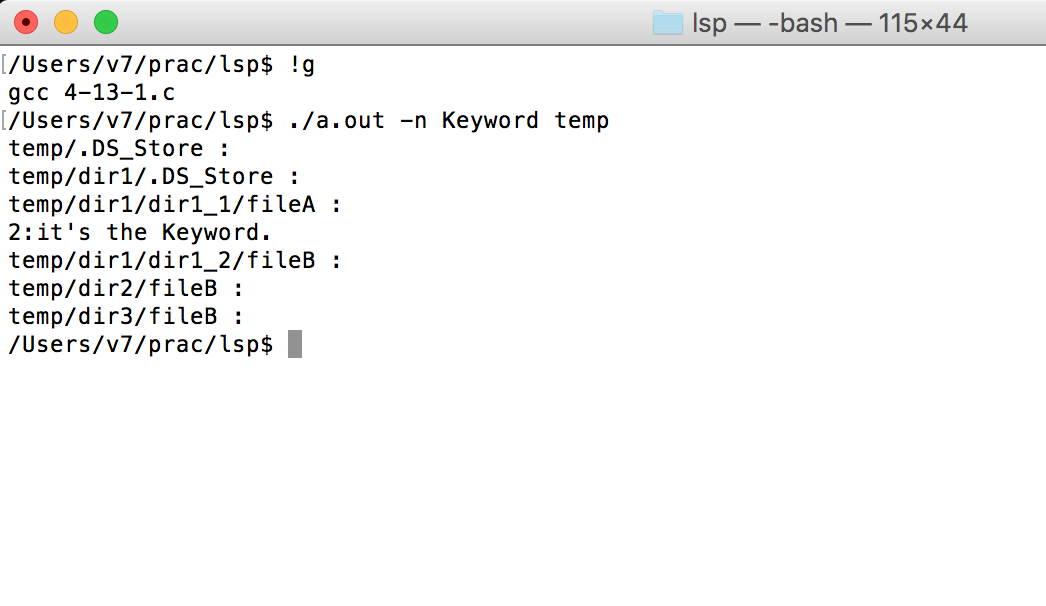 lsp — -bash — 115×44
[/Users/v7/prac/lsp$ !g
gcc 4-13-1.c
[/Users/v7/prac/lsp$ ./a.out -n Keyword temp
temp/.DS_Store :
temp/dir1/.DS_Store :
temp/dir1/dir1_1/fileA :
2:it's the Keyword.
temp/dir1/dir1_2/fileB :
temp/dir2/fileB :
temp/dir3/fileB :
/Users/v7/prac/lsp$